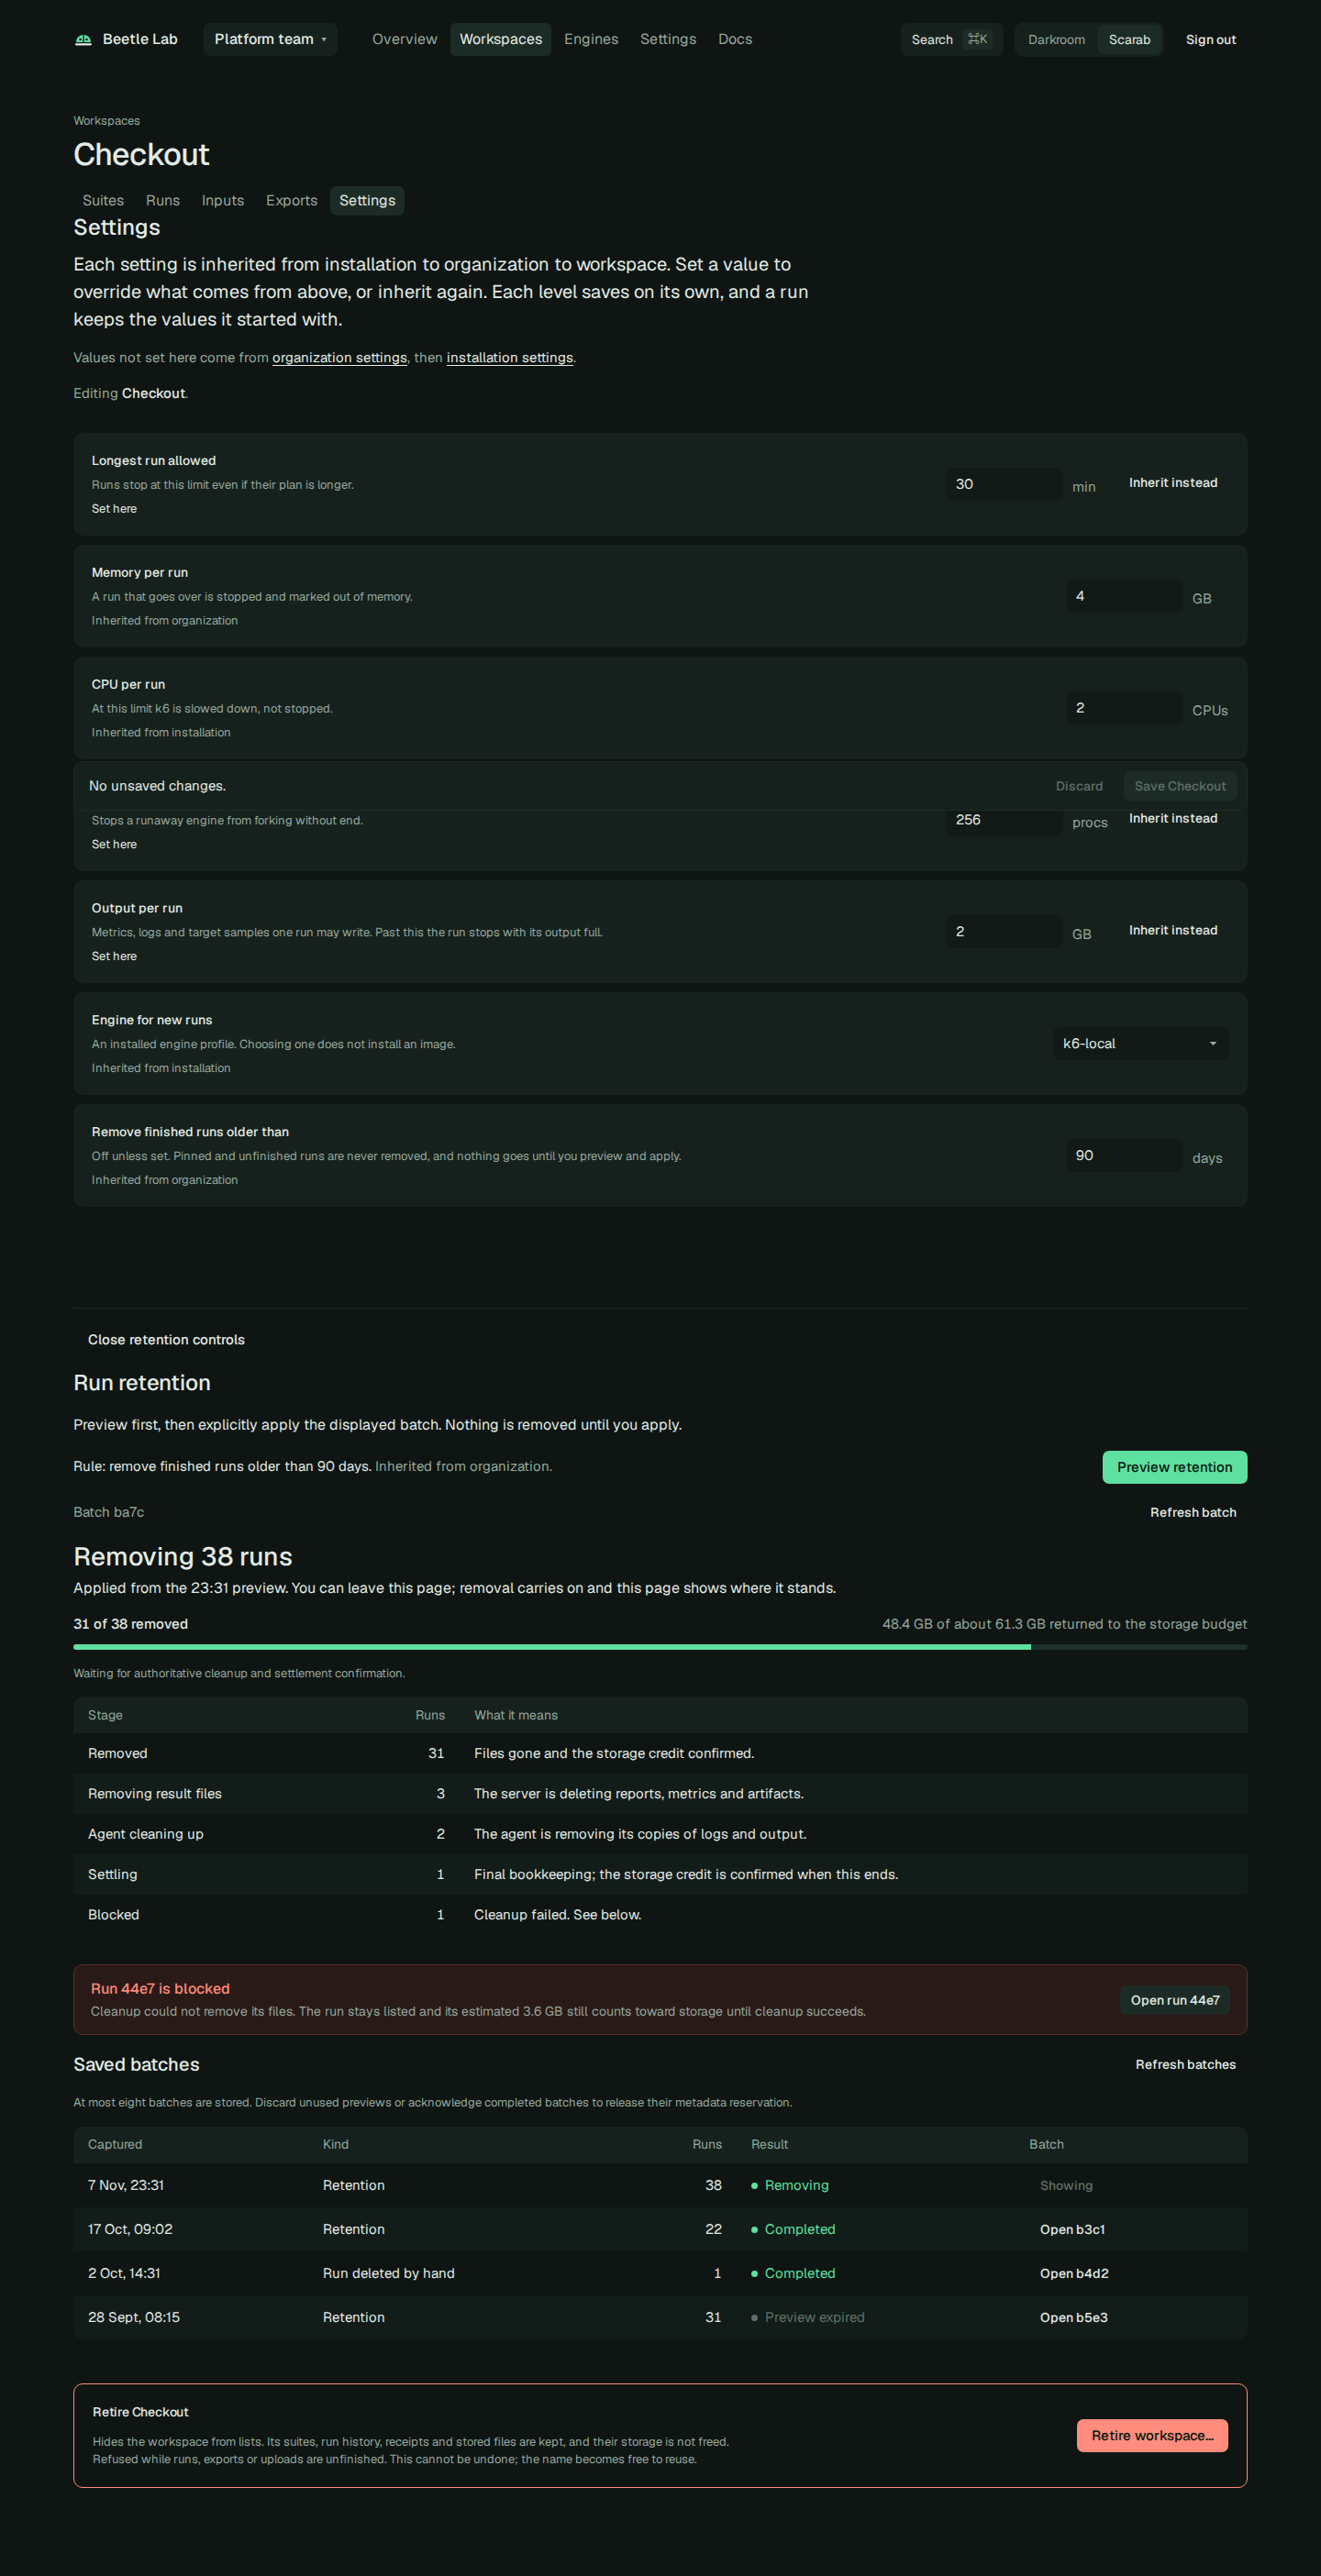 Beetle Lab
Platform team
Overview
Workspaces
Engines
Settings
Docs
Search ⌘K
Darkroom
Scarab
Sign out
Workspaces
Checkout
Suites
Runs
Inputs
Exports
Settings
Settings
Each setting is inherited from installation to organization to workspace. Set a value to
override what comes from above, or inherit again. Each level saves on its own, and a run
keeps the values it started with.
Values not set here come from organization settings, then installation settings.
Editing Checkout.
Longest run allowed
Runs stop at this limit even if their plan is longer.
Set here
30 min
Inherit instead
Memory per run
A run that goes over is stopped and marked out of memory.
Inherited from organization
4 GB
CPU per run
At this limit k6 is slowed down, not stopped.
Inherited from installation
2 CPUs
No unsaved changes.
Discard
Save Checkout
Stops a runaway engine from forking without end.
Set here
256 procs
Inherit instead
Output per run
Metrics, logs and target samples one run may write. Past this the run stops with its output full.
Set here
2 GB
Inherit instead
Engine for new runs
An installed engine profile. Choosing one does not install an image.
Inherited from installation
k6-local
Remove finished runs older than
Off unless set. Pinned and unfinished runs are never removed, and nothing goes until you preview and apply.
Inherited from organization
90 days
Close retention controls
Run retention
Preview first, then explicitly apply the displayed batch. Nothing is removed until you apply.
Rule: remove finished runs older than 90 days. Inherited from organization.
Preview retention
Batch ba7c
Refresh batch
Removing 38 runs
Applied from the 23:31 preview. You can leave this page; removal carries on and this page shows where it stands.
31 of 38 removed
48.4 GB of about 61.3 GB returned to the storage budget
Waiting for authoritative cleanup and settlement confirmation.
Stage Runs What it means
Removed 31 Files gone and the storage credit confirmed.
Removing result files 3 The server is deleting reports, metrics and artifacts.
Agent cleaning up 2 The agent is removing its copies of logs and output.
Settling 1 Final bookkeeping; the storage credit is confirmed when this ends.
Blocked 1 Cleanup failed. See below.
Run 44e7 is blocked
Cleanup could not remove its files. The run stays listed and its estimated 3.6 GB still counts toward storage until cleanup succeeds.
Open run 44e7
Saved batches
Refresh batches
At most eight batches are stored. Discard unused previews or acknowledge completed batches to release their metadata reservation.
Captured Kind Runs Result Batch
7 Nov, 23:31 Retention 38 Removing Showing
17 Oct, 09:02 Retention 22 Completed Open b3c1
2 Oct, 14:31 Run deleted by hand 1 Completed Open b4d2
28 Sept, 08:15 Retention 31 Preview expired Open b5e3
Retire Checkout
Hides the workspace from lists. Its suites, run history, receipts and stored files are kept, and their storage is not freed.
Refused while runs, exports or uploads are unfinished. This cannot be undone; the name becomes free to reuse.
Retire workspace…